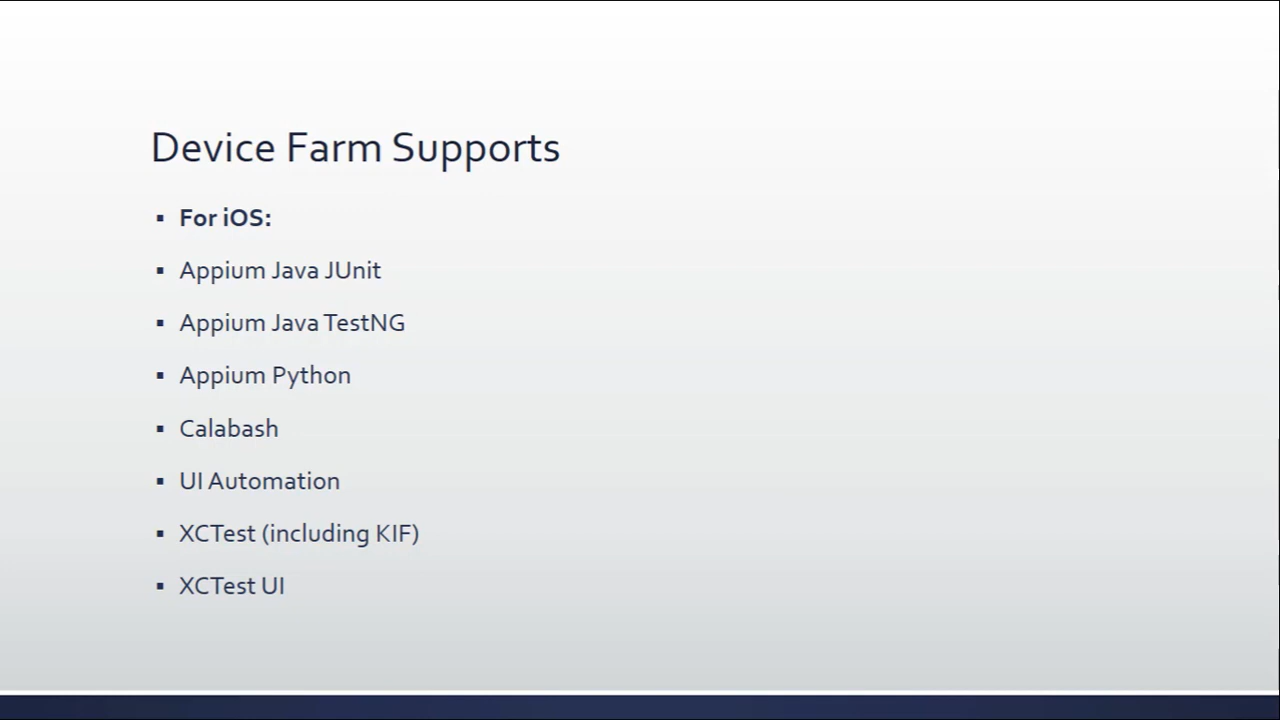 Device Farm Supports
▪ For iOS:
▪ Appium Java JUnit
▪ Appium Java TestNG
▪ Appium Python
▪ Calabash
▪ UI Automation
▪ XCTest (including KIF)
▪ XCTest UI